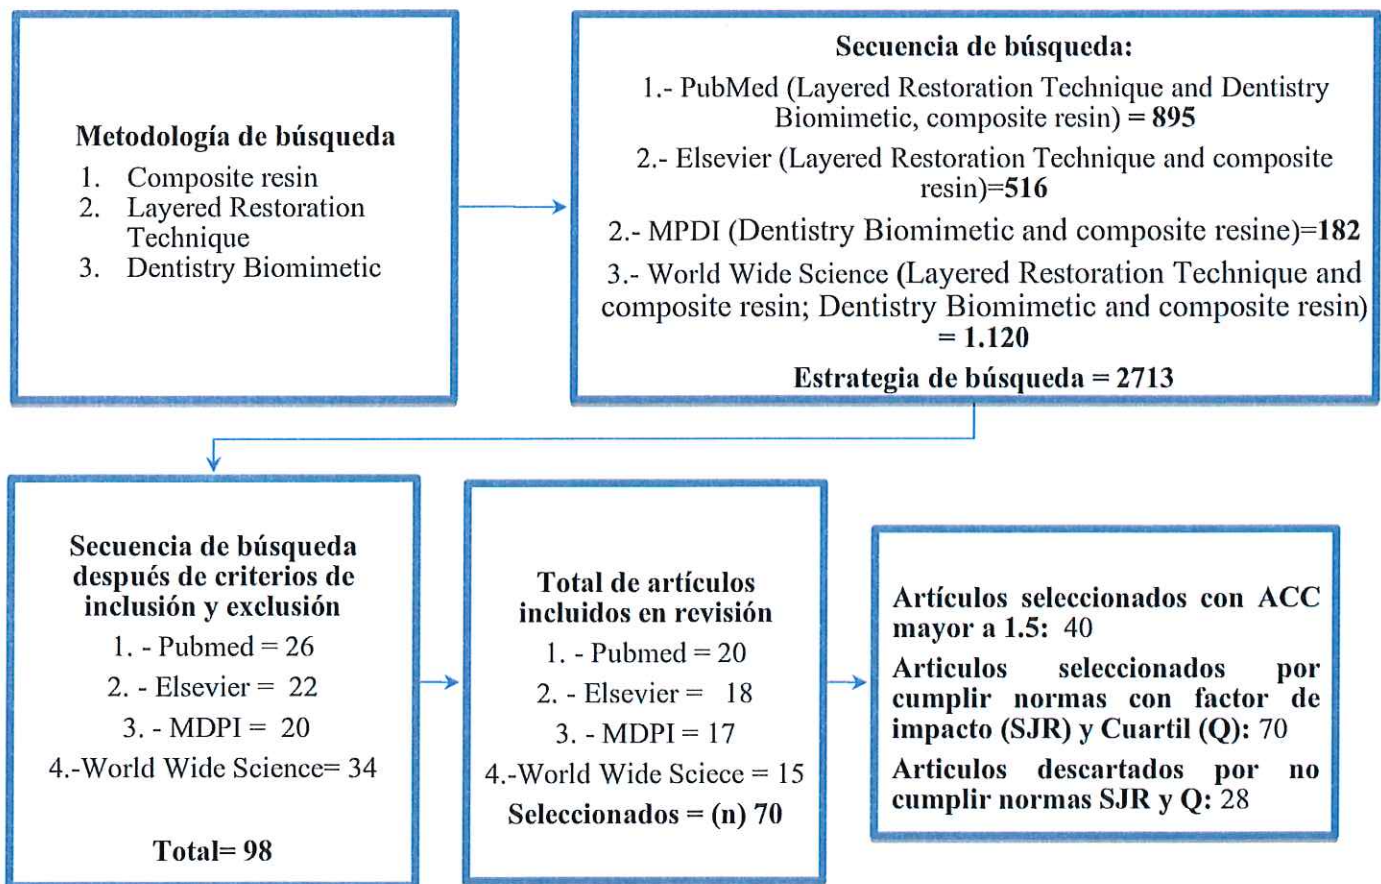 Metodología de búsqueda
1. Composite resin
2. Layered Restoration
Technique
3. Dentistry Biomimetic
Secuencia de búsqueda:
1.- PubMed (Layered Restoration Technique and Dentistry
Biomimetic, composite resin) = 895
2.- Elsevier (Layered Restoration Technique and composite
resin)=516
2.- MPDI (Dentistry Biomimetic and composite resine)=182
3.- World Wide Science (Layered Restoration Technique and
composite resin; Dentistry Biomimetic and composite resin)
= 1.120
Estrategia de búsqueda = 2713
Secuencia de búsqueda
después de criterios de
inclusión y exclusión
1. - Pubmed = 26
2. - Elsevier = 22
3. - MDPI = 20
4.-World Wide Science= 34
Total= 98
Total de artículos
incluidos en revisión
1. - Pubmed = 20
2. - Elsevier = 18
3. - MDPI = 17
4.-World Wide Sciece = 15
Seleccionados = (n) 70
Artículos seleccionados con ACC
mayor a 1.5: 40
Articulos seleccionados por
cumplir normas con factor de
impacto (SJR) y Cuartil (Q): 70
Articulos descartados por no
cumplir normas SJR y Q: 28